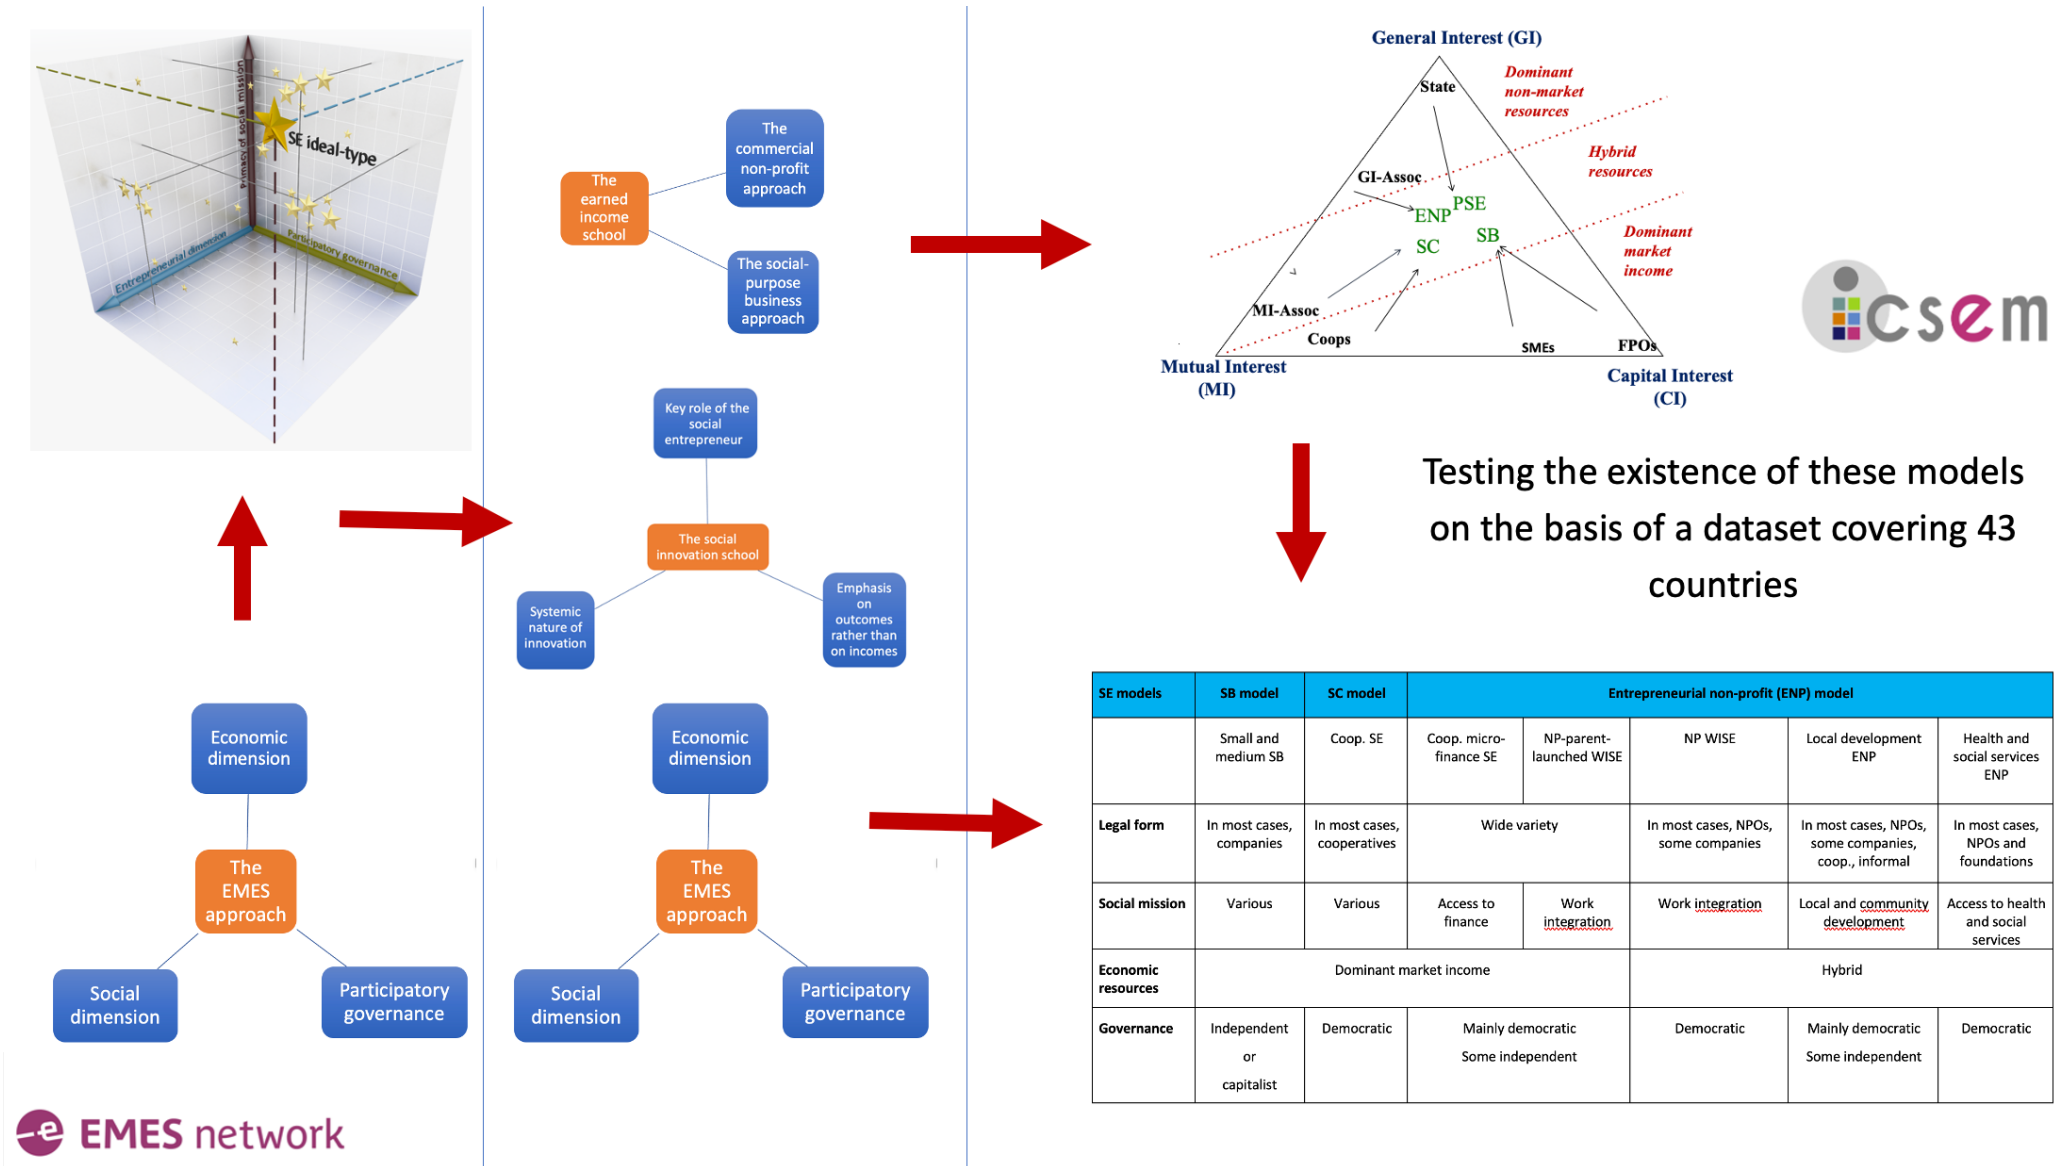 Primacy of social mission
SE ideal-type
Entrepreneurial dimension
Participatory governance
Economic
dimension
The
EMES
approach
Social
dimension
Participatory
governance
EMES network
The
commercial
non-profit
approach
The
earned
income
school
The social-
purpose
business
approach
Key role of the
social
entrepreneur
The social
innovation school
Systemic
nature of
innovation
Emphasis
on
outcomes
rather than
on incomes
Economic
dimension
The
EMES
approach
Social
dimension
Participatory
governance
General Interest (GI)
State
Dominant
non-market
resources
Hybrid
resources
GI-Assoc
PSE
ENP
SB
SC
Dominant
market
income
MI-Assoc
Coops
SMEs
FPOs
Mutual Interest
(MI)
Capital Interest
(CI)
icsem
Testing the existence of these models
on the basis of a dataset covering 43
countries
SE models SB model SC model Entrepreneurial non-profit (ENP) model
Small and
medium SB
Coop. SE
Coop. micro-
finance SE
NP-parent-
launched WISE
NP WISE
Local development
ENP
Health and
social services
ENP
Legal form
In most cases,
companies
In most cases,
cooperatives
Wide variety
In most cases, NPOs,
some companies
In most cases, NPOs,
some companies,
coop., informal
In most cases,
NPOs and
foundations
Social mission
Various
Various
Access to
finance
Work
integration
Work integration
Local and community
development
Access to health
and social
services
Economic
resources
Dominant market income
Hybrid
Governance
Independent
or
capitalist
Democratic
Mainly democratic
Some independent
Democratic
Mainly democratic
Some independent
Democratic